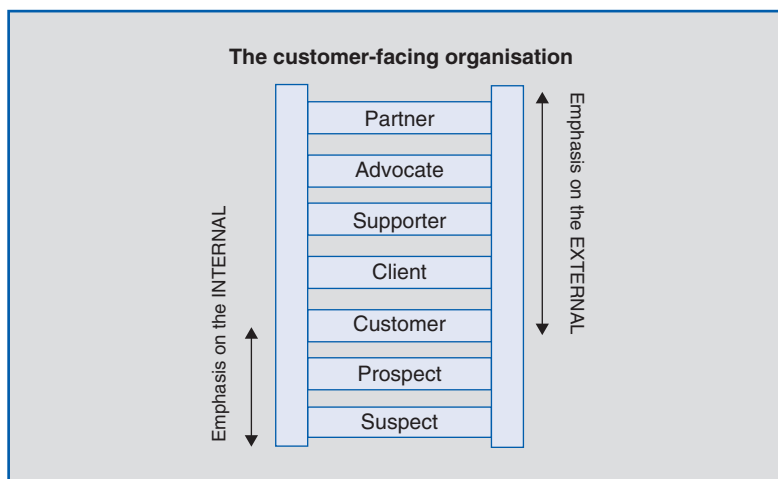 The customer-facing organisation
Partner
Advocate
Supporter
Client
Customer
Prospect
Suspect
Emphasis on the INTERNAL
Emphasis on the EXTERNAL